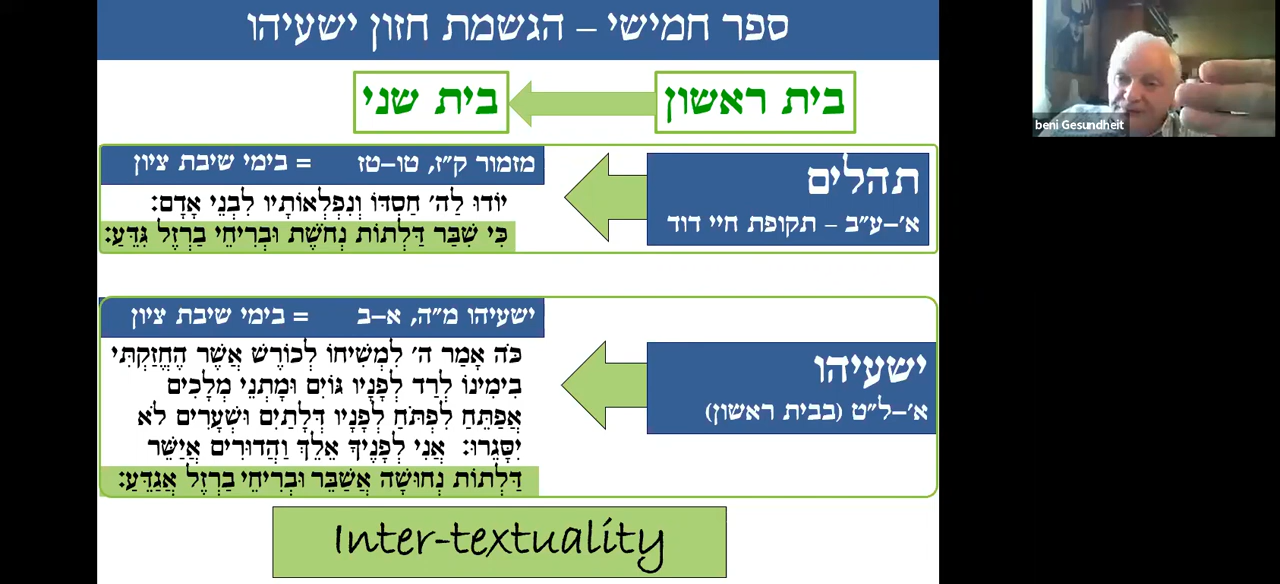 ספר חמישי – הגשמת חזון ישעיהו
בית ראשון
בית שני
תהלים
א׳–ע״ב – תקופת חיי דוד
מזמור ק״ז, טו–טז = בימי שיבת ציון
יוֹדוּ לַה׳ חַסְדּוֹ וְנִפְלְאוֹתָיו לִבְנֵי אָדָם:
כִּי שִׁבַּר דַּלְתוֹת נְחֹשֶׁת וּבְרִיחֵי בַרְזֶל גִּדֵּעַ:
ישעיהו
א׳–ל״ט (בבית ראשון)
ישעיהו מ״ה, א–ב = בימי שיבת ציון
כֹּה אָמַר ה׳ לִמְשִׁיחוֹ לְכוֹרֶשׁ אֲשֶׁר הֶחֱזַקְתִּי
בִימִינוֹ לְרַד לְפָנָיו גּוֹיִם וּמָתְנֵי מְלָכִים
אֲפַתֵּחַ לִפְתֹּחַ לְפָנָיו דְּלָתַיִם וּשְׁעָרִים לֹא
יִסָּגֵרוּ: אֲנִי לְפָנֶיךָ אֵלֵךְ וַהֲדוּרִים אֲיַשֵּׁר
דַּלְתוֹת נְחוּשָׁה אֲשַׁבֵּר וּבְרִיחֵי בַרְזֶל אֲגַדֵּעַ:
Inter-textuality
beni Gesundheit